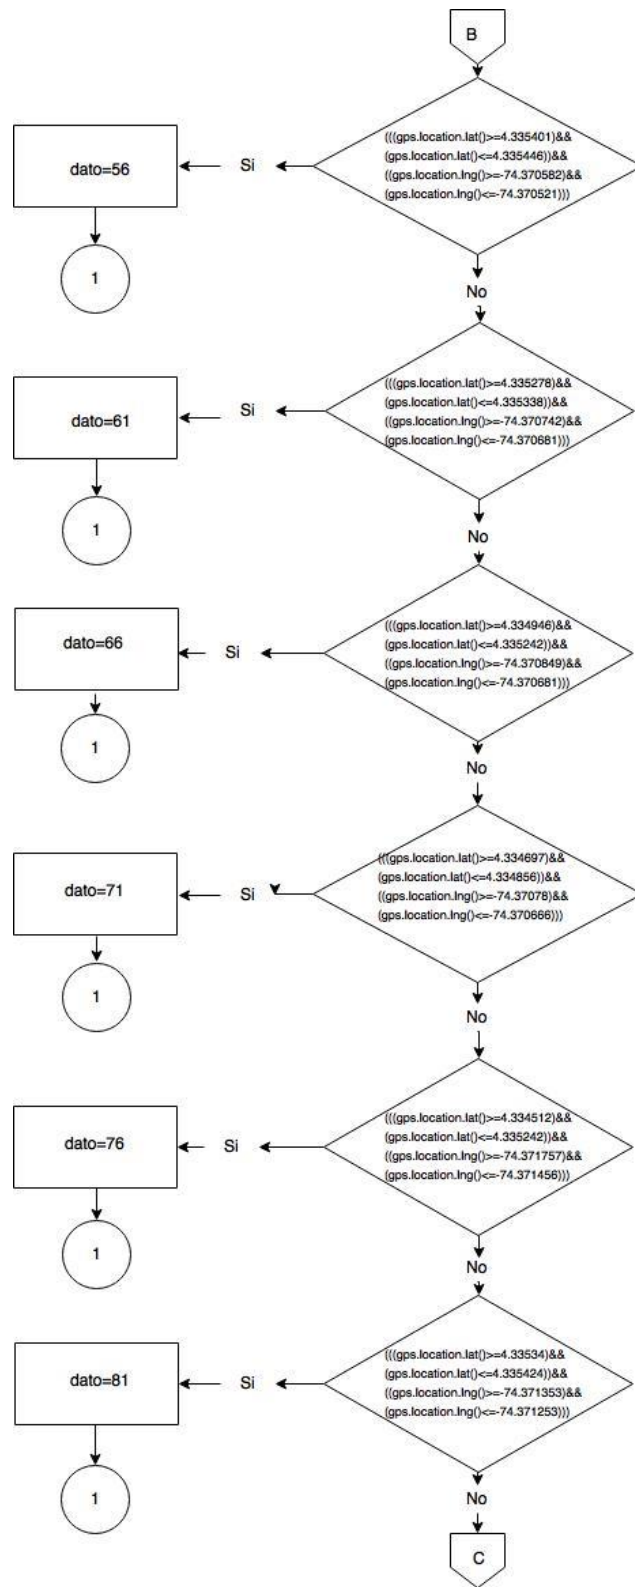 B
(((gps.location.lat()>=4.335401)&&
(gps.location.lat()<=4.335446))&&
((gps.location.lng()>=-74.370582)&&
(gps.location.lng()<=-74.370521)))
Si
dato=56
1
No
(((gps.location.lat()>=4.335278)&&
(gps.location.lat()<=4.335338))&&
((gps.location.lng()>=-74.370742)&&
(gps.location.lng()<=-74.370681)))
Si
dato=61
1
No
(((gps.location.lat()>=4.334946)&&
(gps.location.lat()<=4.335242))&&
((gps.location.lng()>=-74.370849)&&
(gps.location.lng()<=-74.370681)))
Si
dato=66
1
No
(((gps.location.lat()>=4.334697)&&
(gps.location.lat()<=4.334856))&&
((gps.location.lng()>=-74.37078)&&
(gps.location.lng()<=-74.370666)))
Si
dato=71
1
No
(((gps.location.lat()>=4.334512)&&
(gps.location.lat()<=4.335242))&&
((gps.location.lng()>=-74.371757)&&
(gps.location.lng()<=-74.371456)))
Si
dato=76
1
No
(((gps.location.lat()>=4.33534)&&
(gps.location.lat()<=4.335424))&&
((gps.location.lng()>=-74.371353)&&
(gps.location.lng()<=-74.371253)))
Si
dato=81
1
No
C